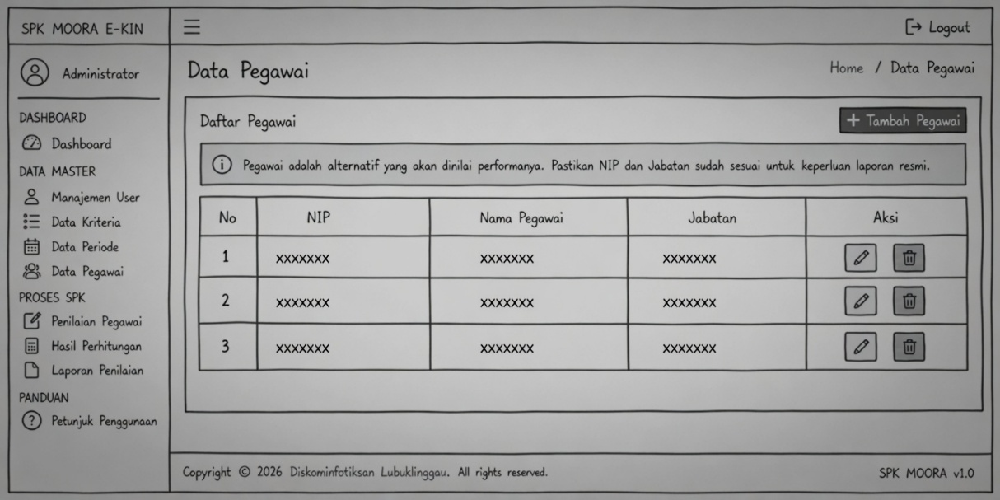 SPK MOORA E-KIN
Logout
Administrator
Data Pegawai
Home / Data Pegawai
DASHBOARD
Dashboard
DATA MASTER
Manajemen User
Data Kriteria
Data Periode
Data Pegawai
PROSES SPK
Penilaian Pegawai
Hasil Perhitungan
Laporan Penilaian
PANDUAN
Petunjuk Penggunaan
Daftar Pegawai
+ Tambah Pegawai
Pegawai adalah alternatif yang akan dinilai performanya. Pastikan NIP dan Jabatan sudah sesuai untuk keperluan laporan resmi.
No NIP Nama Pegawai Jabatan Aksi
1 xxxxxxx xxxxxxx xxxxxxx
2 xxxxxxx xxxxxxx xxxxxxx
3 xxxxxxx xxxxxxx xxxxxxx
Copyright © 2026 Diskominfotiksan Lubuklinggau. All rights reserved.
SPK MOORA v1.0